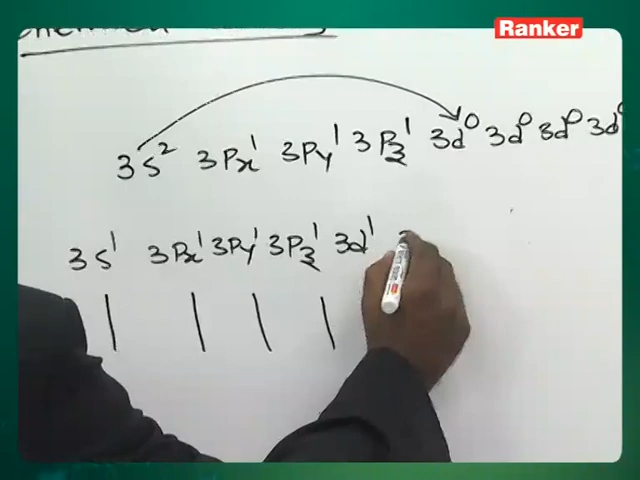 Ranker
3s² 3Px¹ 3Py¹ 3Pz¹ 3d⁰ 3d⁰ 3d⁰ 3d⁰
3s¹ 3Px¹ 3Py¹ 3Pz¹ 3d¹